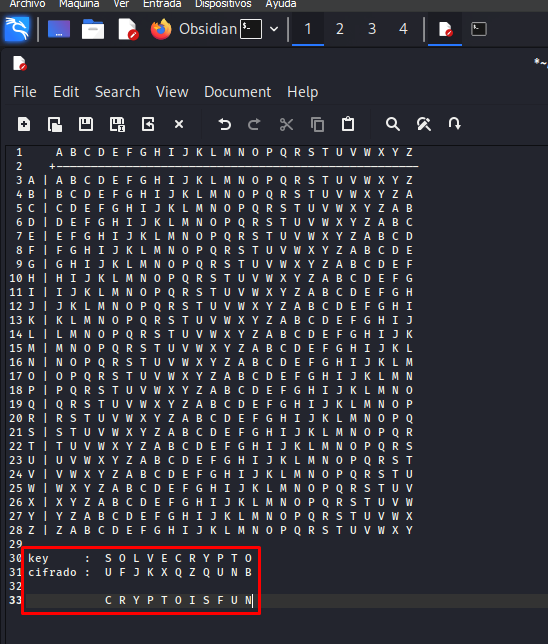 Archivo Máquina Ver Entrada Dispositivos Ayuda
Obsidian 1 2 3 4
*~/
File Edit Search View Document Help
1 A B C D E F G H I J K L M N O P Q R S T U V W X Y Z
2 +---------------------------------------------------
3 A | A B C D E F G H I J K L M N O P Q R S T U V W X Y Z
4 B | B C D E F G H I J K L M N O P Q R S T U V W X Y Z A
5 C | C D E F G H I J K L M N O P Q R S T U V W X Y Z A B
6 D | D E F G H I J K L M N O P Q R S T U V W X Y Z A B C
7 E | E F G H I J K L M N O P Q R S T U V W X Y Z A B C D
8 F | F G H I J K L M N O P Q R S T U V W X Y Z A B C D E
9 G | G H I J K L M N O P Q R S T U V W X Y Z A B C D E F
10 H | H I J K L M N O P Q R S T U V W X Y Z A B C D E F G
11 I | I J K L M N O P Q R S T U V W X Y Z A B C D E F G H
12 J | J K L M N O P Q R S T U V W X Y Z A B C D E F G H I
13 K | K L M N O P Q R S T U V W X Y Z A B C D E F G H I J
14 L | L M N O P Q R S T U V W X Y Z A B C D E F G H I J K
15 M | M N O P Q R S T U V W X Y Z A B C D E F G H I J K L
16 N | N O P Q R S T U V W X Y Z A B C D E F G H I J K L M
17 O | O P Q R S T U V W X Y Z A B C D E F G H I J K L M N
18 P | P Q R S T U V W X Y Z A B C D E F G H I J K L M N O
19 Q | Q R S T U V W X Y Z A B C D E F G H I J K L M N O P
20 R | R S T U V W X Y Z A B C D E F G H I J K L M N O P Q
21 S | S T U V W X Y Z A B C D E F G H I J K L M N O P Q R
22 T | T U V W X Y Z A B C D E F G H I J K L M N O P Q R S
23 U | U V W X Y Z A B C D E F G H I J K L M N O P Q R S T
24 V | V W X Y Z A B C D E F G H I J K L M N O P Q R S T U
25 W | W X Y Z A B C D E F G H I J K L M N O P Q R S T U V
26 X | X Y Z A B C D E F G H I J K L M N O P Q R S T U V W
27 Y | Y Z A B C D E F G H I J K L M N O P Q R S T U V W X
28 Z | Z A B C D E F G H I J K L M N O P Q R S T U V W X Y
29
30 key : S O L V E C R Y P T O
31 cifrado : U F J K X Q Z Q U N B
32
33 C R Y P T O I S F U N